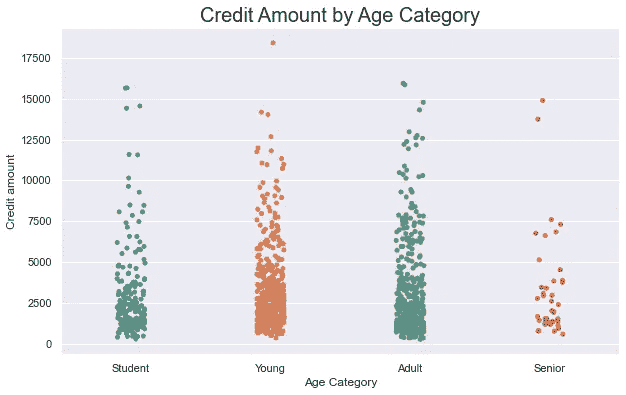 Credit Amount by Age Category
17500
15000
12500
10000
7500
5000
2500
0
Credit amount
Student Young Adult Senior
Age Category